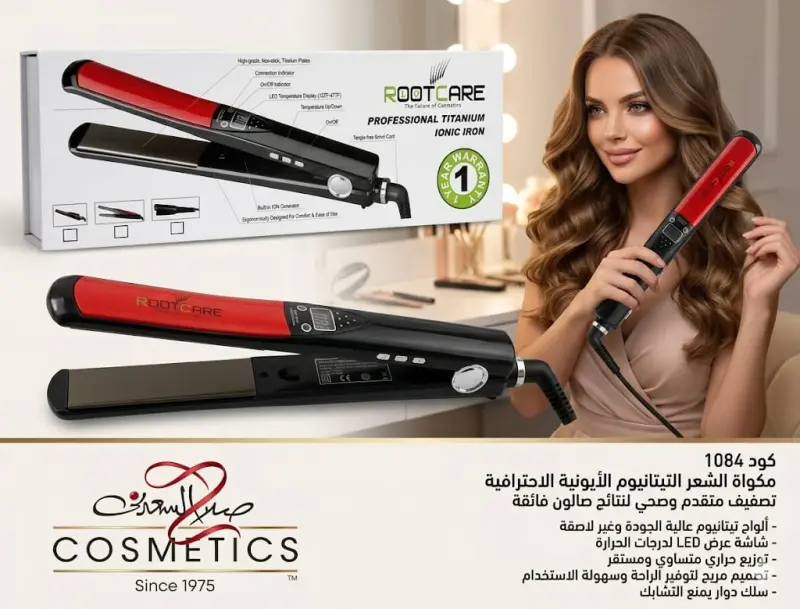 High-grade, Non-stick, Titanium Plates
Connection Indicator
On/Off Indicator
LED Temperature Display
Temperature Up/Down
On/Off
Tangle Free Swivel Cord
Built-in ION Generator
Ergonomically Designed For Comfort & Ease of Use
ROOTCARE
The Future of Cosmetics
PROFESSIONAL TITANIUM
IONIC IRON
1 YEAR WARRANTY
1
ROOTCARE
كود 1084
مكواة الشعر التيتانيوم الأيونية الاحترافية
تصفيف متقدم وصحي لنتائج صالون فائقة
- ألواح تيتانيوم عالية الجودة وغير لاصقة
- شاشة عرض LED لدرجات الحرارة
- توزيع حراري متساوي ومستقر
- تصميم مريح لتوفير الراحة وسهولة الاستخدام
- سلك دوار يمنع التشابك
COSMETICS
TM
Since 1975